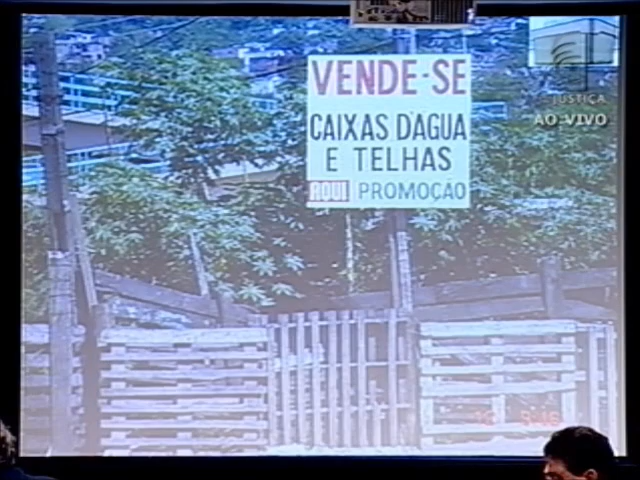 VENDE-SE
CAIXAS D'AGUA
E TELHAS
AQUI PROMOÇÃO
JUSTIÇA
AO VIVO